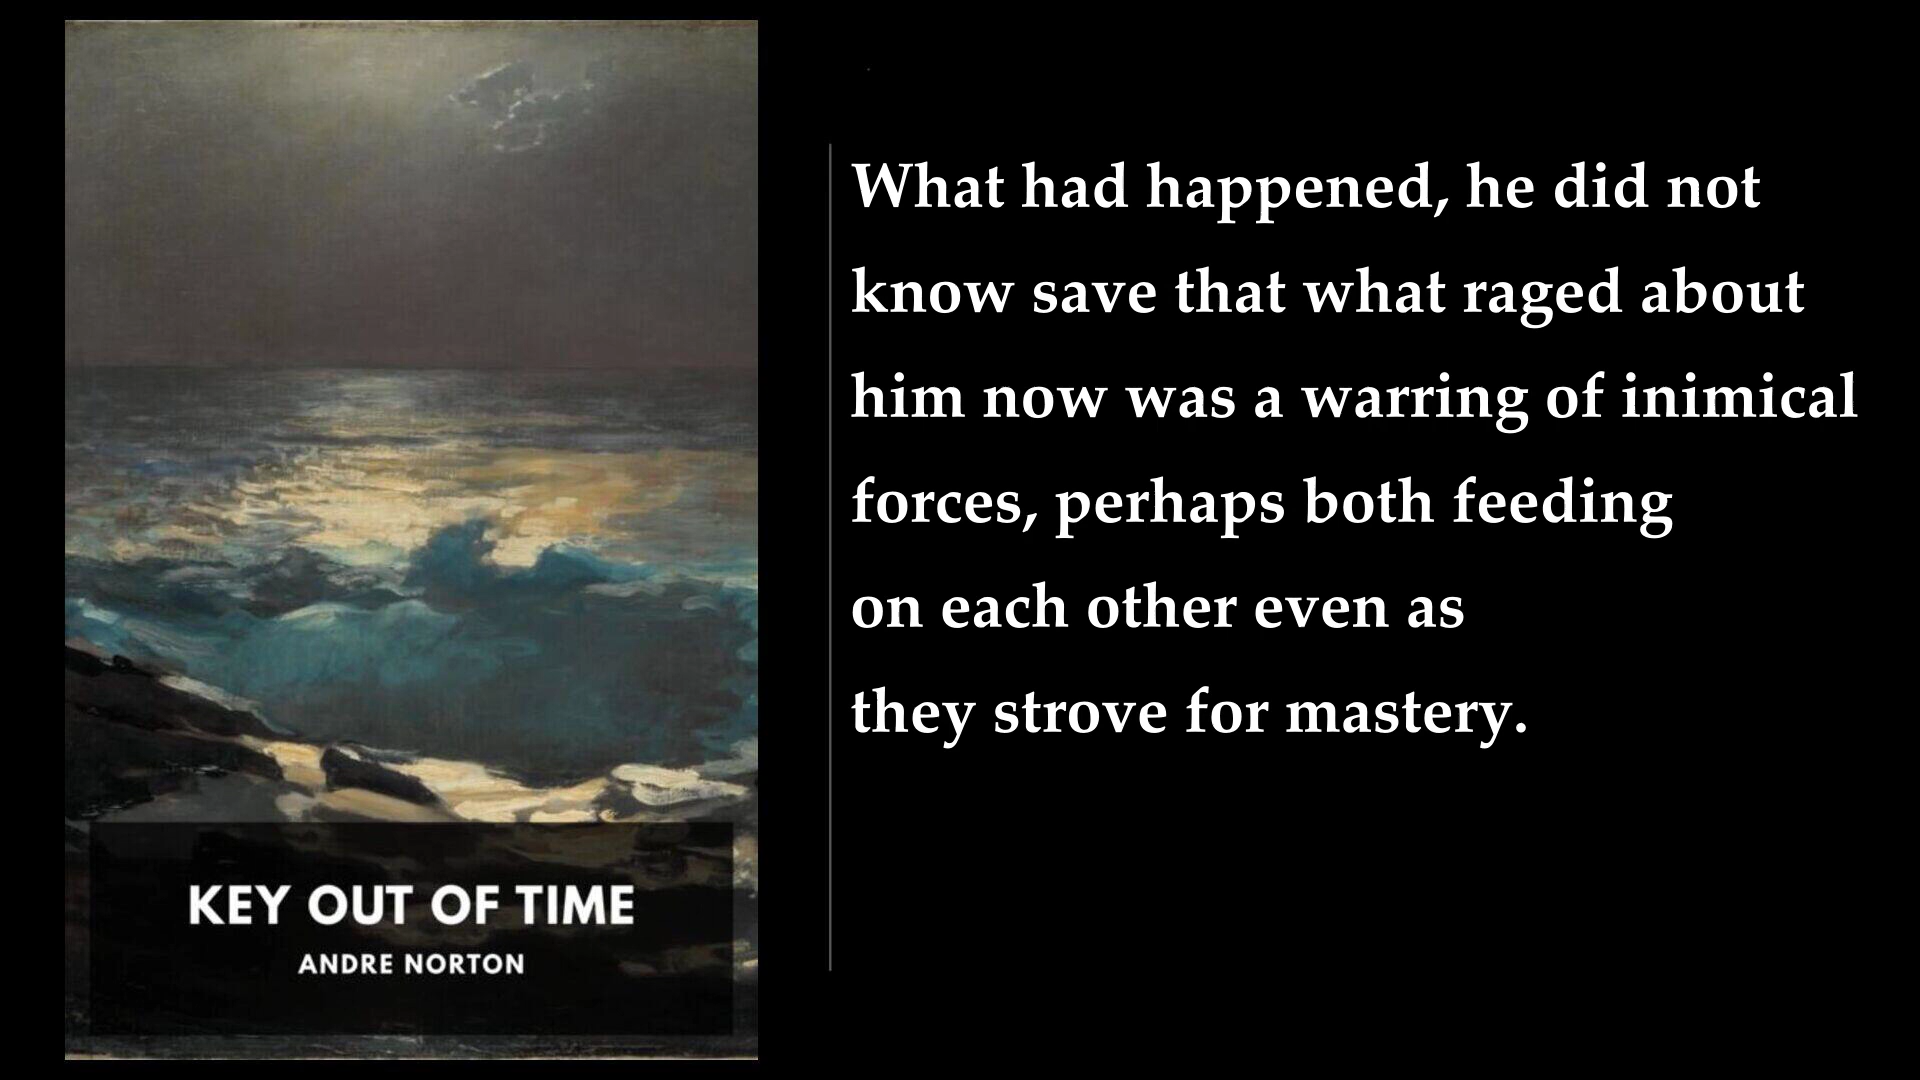 What had happened, he did not
know save that what raged about
him now was a warring of inimical
forces, perhaps both feeding
on each other even as
they strove for mastery.
KEY OUT OF TIME
ANDRE NORTON